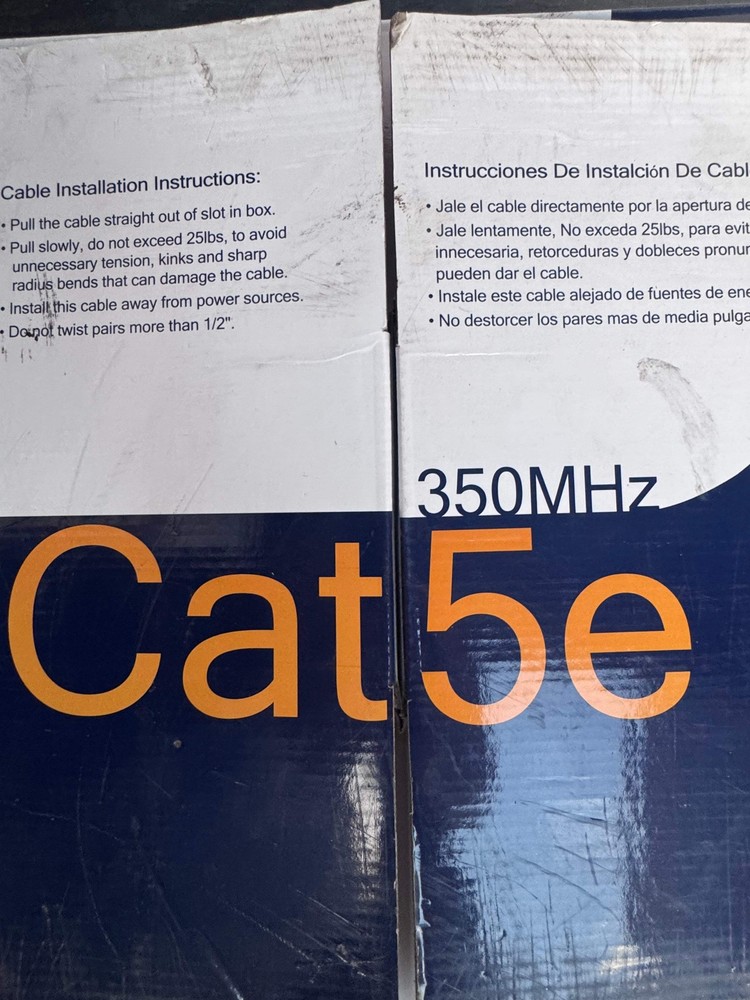 Cable Installation Instructions:
• Pull the cable straight out of slot in box.
• Pull slowly, do not exceed 25lbs, to avoid
unnecessary tension, kinks and sharp
radius bends that can damage the cable.
• Install this cable away from power sources.
• Do not twist pairs more than 1/2".
Instrucciones De Instalción De Cabl
• Jale el cable directamente por la apertura de
• Jale lentamente, No exceda 25lbs, para evit
innecesaria, retorceduras y dobleces pronun
pueden dar el cable.
• Instale este cable alejado de fuentes de ene
• No destorcer los pares mas de media pulga
350MHz
Cat5e